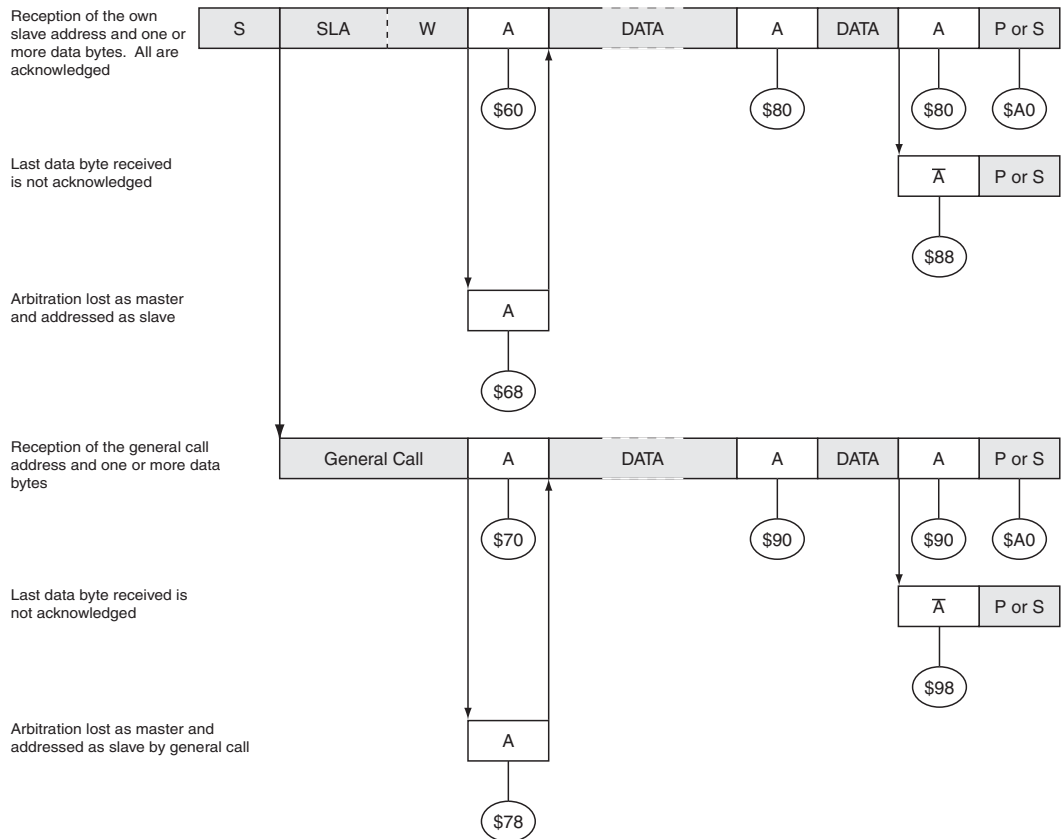 Reception of the own
slave address and one or
more data bytes. All are
acknowledged
S SLA W A DATA A DATA A P or S
$60 $80 $80 $A0
Last data byte received
is not acknowledged
A̅ P or S
$88
Arbitration lost as master
and addressed as slave
A
$68
Reception of the general call
address and one or more data
bytes
General Call A DATA A DATA A P or S
$70 $90 $90 $A0
Last data byte received is
not acknowledged
A̅ P or S
$98
Arbitration lost as master and
addressed as slave by general call
A
$78